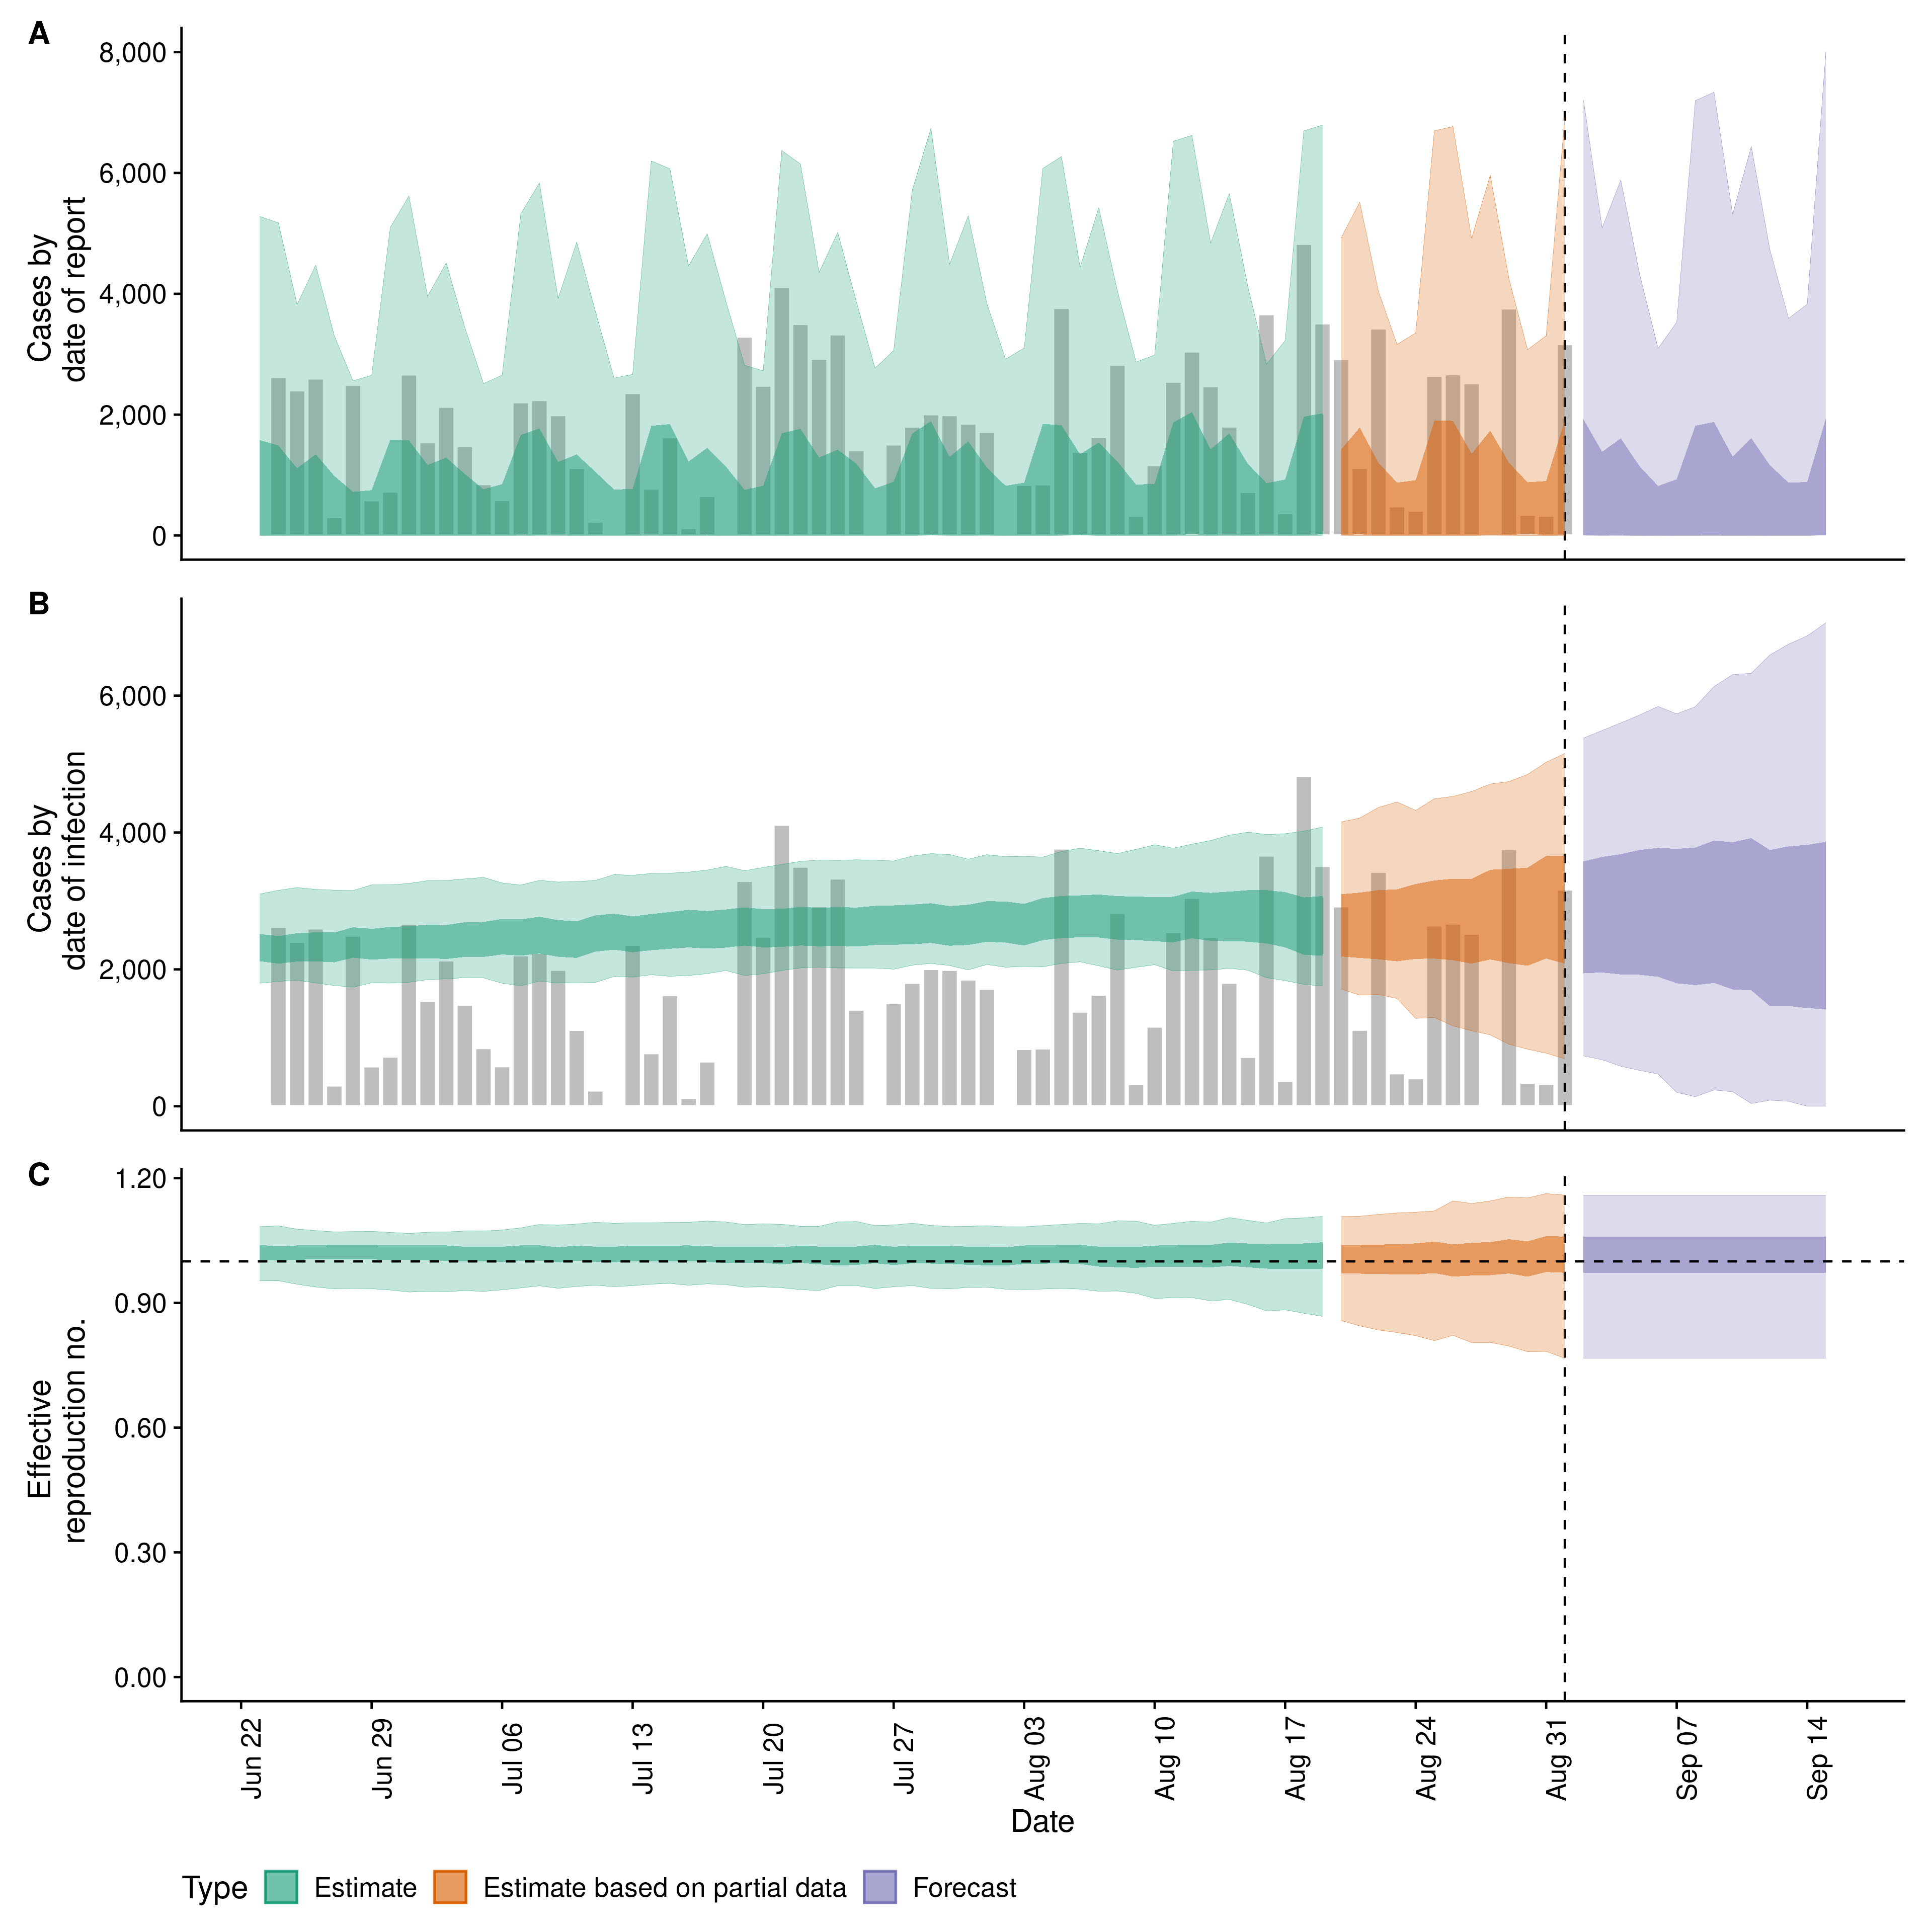 A
8,000
6,000
4,000
2,000
0
Cases by
date of report
B
6,000
4,000
2,000
0
Cases by
date of infection
C
1.20
0.90
0.60
0.30
0.00
Effective
reproduction no.
Jun 22
Jun 29
Jul 06
Jul 13
Jul 20
Jul 27
Aug 03
Aug 10
Aug 17
Aug 24
Aug 31
Sep 07
Sep 14
Date
Type Estimate Estimate based on partial data Forecast